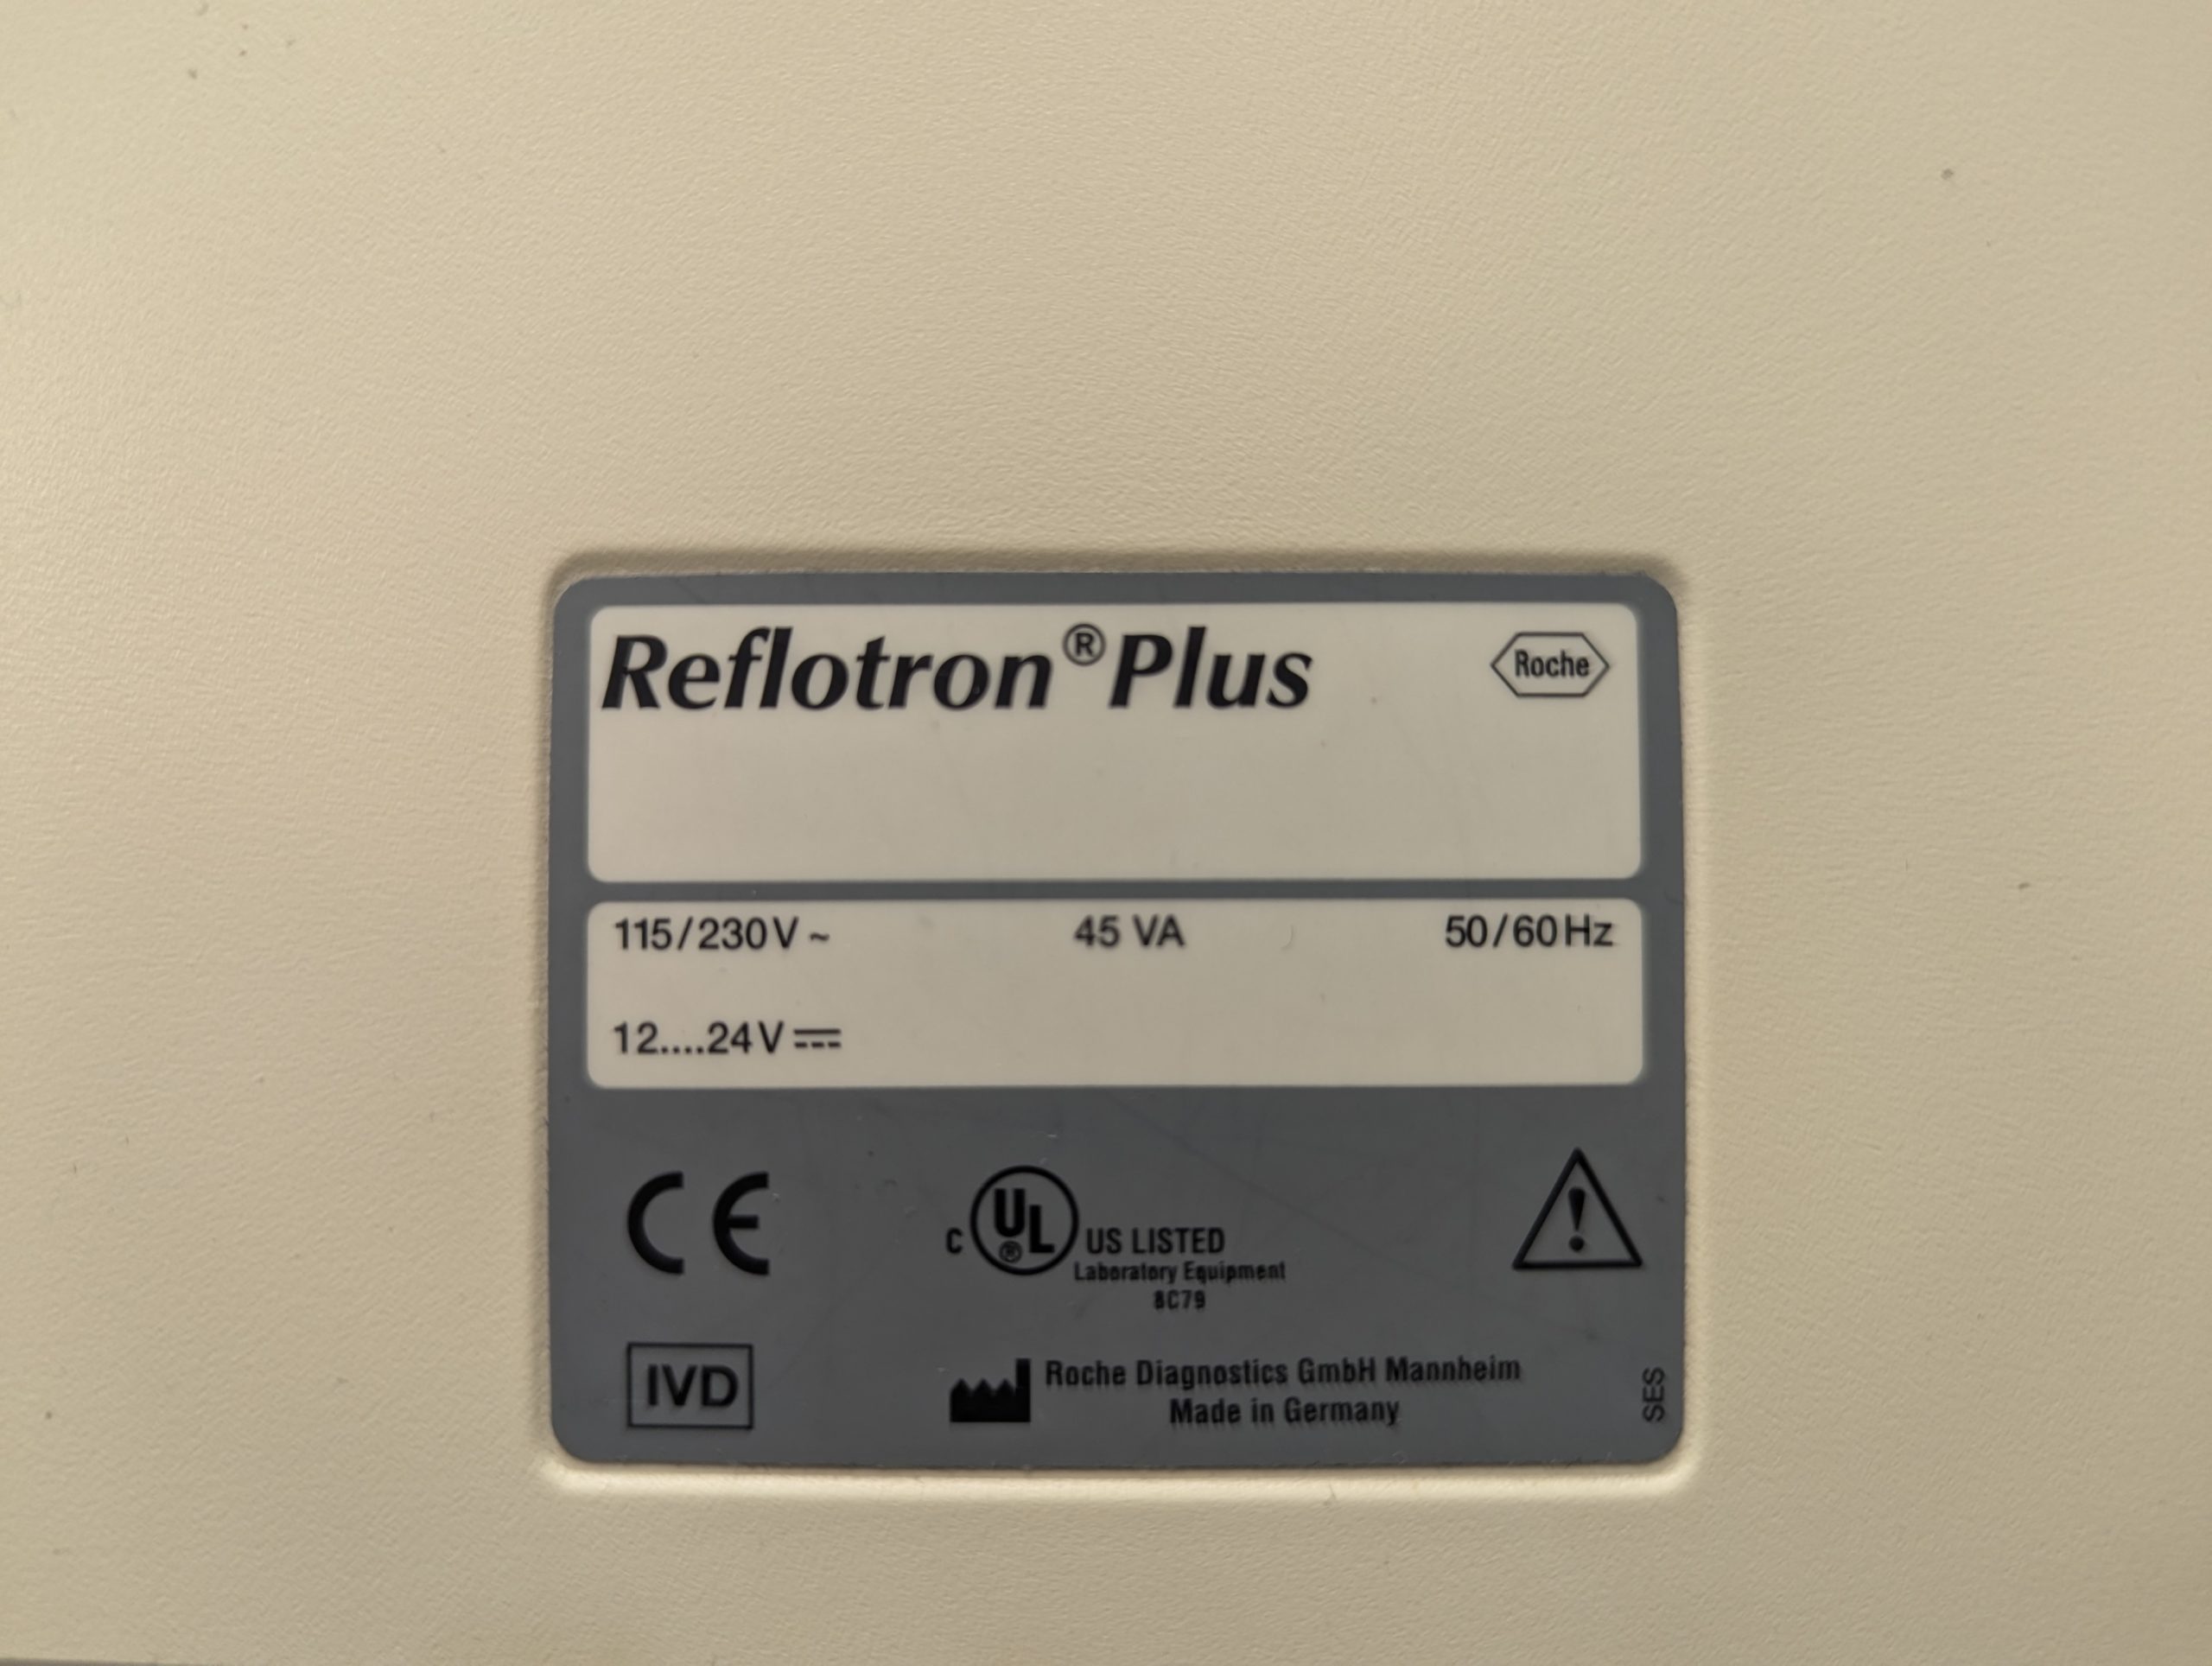 Reflotron® Plus
Roche
115/230V ~ 45 VA 50/60Hz
12....24V ⎓
CE
C UL® US LISTED
Laboratory Equipment
8C79
IVD
Roche Diagnostics GmbH Mannheim
Made in Germany
SES